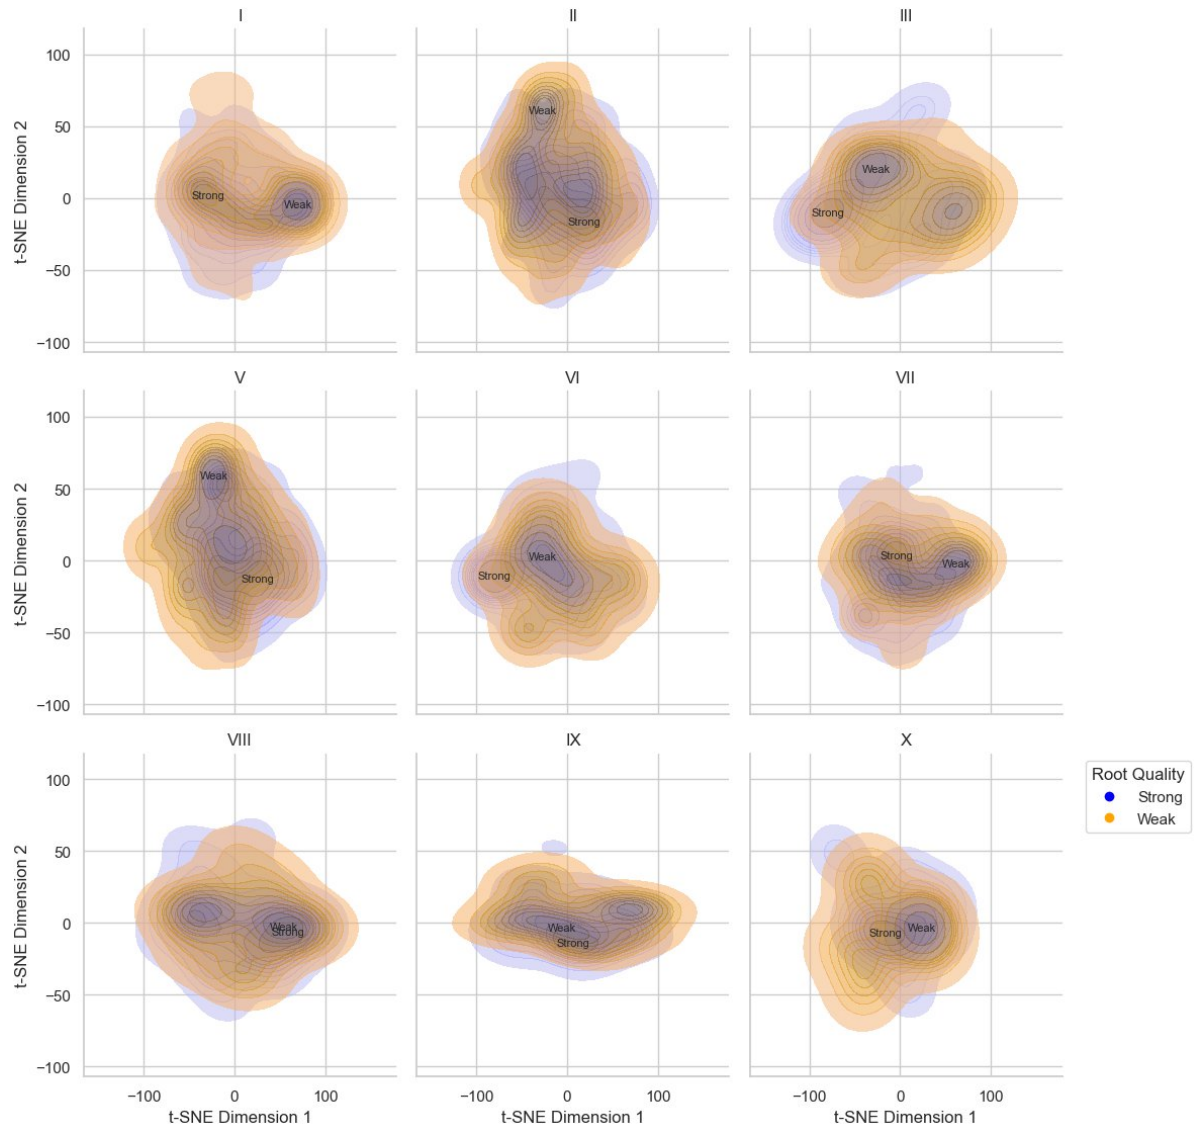 I
II
III
t-SNE Dimension 2
100
50
0
−50
−100
Strong
Weak
Weak
Strong
Weak
Strong
V
VI
VII
t-SNE Dimension 2
100
50
0
−50
−100
Weak
Strong
Weak
Strong
Strong
Weak
VIII
IX
X
t-SNE Dimension 2
100
50
0
−50
−100
Weak
Strong
Weak
Strong
Strong
Weak
−100 0 100
−100 0 100
−100 0 100
t-SNE Dimension 1
t-SNE Dimension 1
t-SNE Dimension 1
Root Quality
Strong
Weak